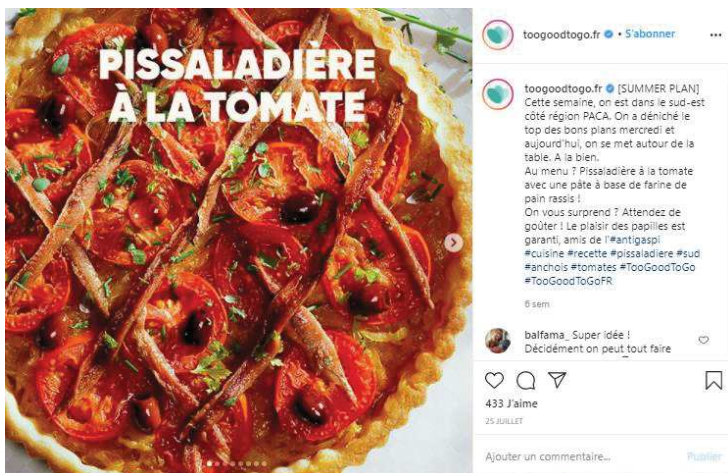 PISSALADIÈRE
À LA TOMATE
toogoodtogo.fr • S'abonner
toogoodtogo.fr [SUMMER PLAN]
Cette semaine, on est dans le sud-est
côté région PACA. On a déniché le
top des bons plans mercredi et
aujourd'hui, on se met autour de la
table. A la bien.
Au menu ? Pissaladière à la tomate
avec une pâte à base de farine de
pain rassis !
On vous surprend ? Attendez de
goûter ! Le plaisir des papilles est
garanti, amis de l'#antigaspi
#cuisine #recette #pissaladiere #sud
#anchois #tomates #TooGoodToGo
#TooGoodToGoFR
6 sem
balfama_ Super idée !
Décidément on peut tout faire
433 J'aime
25 JUILLET
Ajouter un commentaire...
Publier